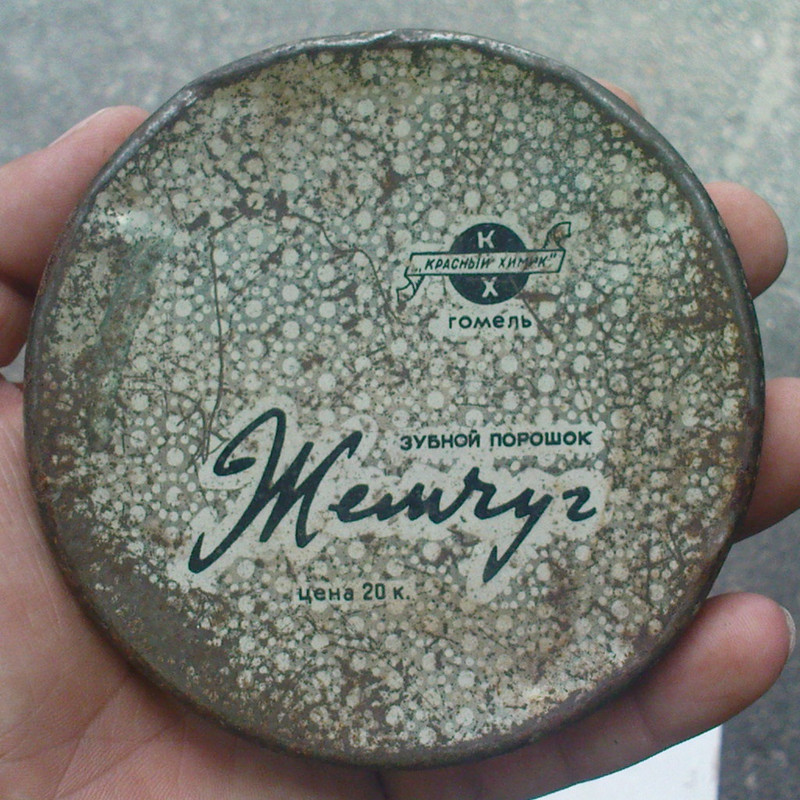 К
„КРАСНЫЙ ХИМИК"
Х
гомель
ЗУБНОЙ ПОРОШОК
Жемчуг
цена 20 к.